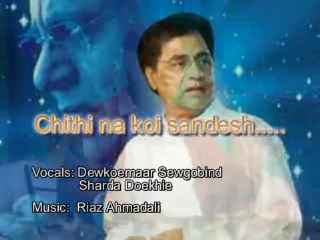 Chithi na koi sandesh.....
Vocals: Dewkoemaar Sewgobind
Sharda Doekhie
Music: Riaz Ahmadali